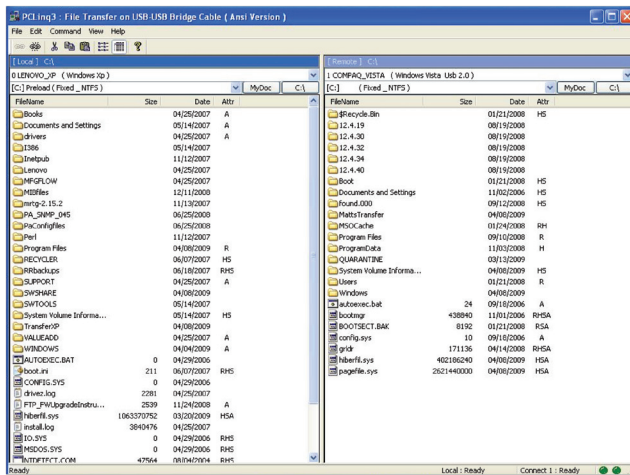 PCLinq3 : File Transfer on USB-USB Bridge Cable ( Ansi Version )
File Edit Command View Help
[ Local ] C:\
0 LENOVO_XP ( Windows Xp )
[C:] Preload ( Fixed _ NTFS ) MyDoc C:\
FileName Size Date Attr
Books 04/25/2007 A
Documents and Settings 05/14/2007 A
drivers 04/25/2007 A
I386 05/14/2007
Inetpub 11/12/2007
Lenovo 04/25/2007
MFGFLOW 04/25/2007
MIBfiles 12/11/2008
mrtg-2.15.2 11/13/2007
PA_SNMP_045 06/25/2008
PaConfigfiles 06/25/2008
Perl 11/12/2007
Program Files 04/08/2009 R
RECYCLER 06/07/2007 HS
RRbackups 06/18/2007 RHS
SUPPORT 04/25/2007 A
SWSHARE 04/08/2009
SWTOOLS 05/14/2007
System Volume Informa... 05/14/2007 HS
TransferXP 04/08/2009
VALUEADD 04/25/2007 A
WINDOWS 04/04/2009 A
AUTOEXEC.BAT 0 04/29/2006
boot.ini 211 06/07/2007 RHS
CONFIG.SYS 0 04/29/2006
drivez.log 2281 04/25/2007
FTP_FWUpgradeInstru... 2539 11/24/2008 A
hiberfil.sys 1063370752 03/20/2009 HSA
install.log 3840476 04/25/2007
IO.SYS 0 04/29/2006 RHS
MSDOS.SYS 0 04/29/2006 RHS
NTDETECT.COM 47564 08/04/2004 RHS
[ Remote ] C:\
1 COMPAQ_VISTA ( Windows Vista Usb 2.0 )
[C:] ( Fixed _ NTFS ) MyDoc C:\
FileName Size Date Attr
$Recycle.Bin 01/21/2008 HS
12.4.19 08/19/2008
12.4.30 08/19/2008
12.4.32 08/19/2008
12.4.34 08/19/2008
12.4.40 08/19/2008
Boot 01/21/2008 HS
Documents and Settings 11/02/2006 HS
found.000 09/12/2008 HS
MattsTransfer 04/08/2009
MSOCache 01/24/2008 RH
Program Files 09/10/2008 R
ProgramData 11/03/2008 H
QUARANTINE 03/13/2009
System Volume Informa... 04/08/2009 HS
Users 01/21/2008 R
Windows 04/08/2009
autoexec.bat 24 09/18/2006 A
bootmgr 438840 11/01/2006 RHSA
BOOTSECT.BAK 8192 01/21/2008 RSA
config.sys 10 09/18/2006 A
grldr 171136 04/14/2008 RHSA
hiberfil.sys 402186240 04/08/2009 HSA
pagefile.sys 2621440000 04/08/2009 HSA
Ready Local : Ready Connect 1 : Ready